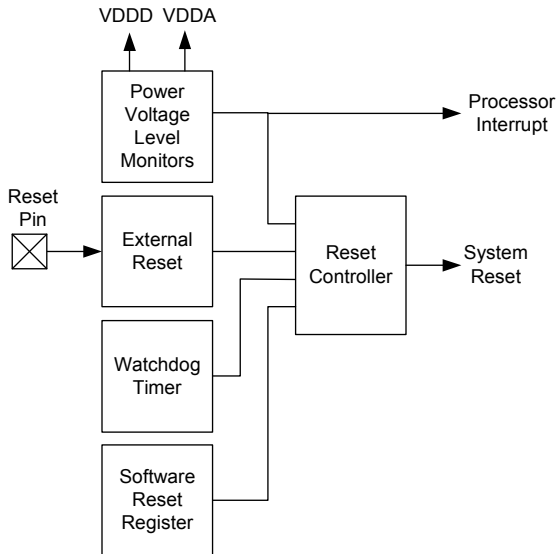 VDDD VDDA
Power
Voltage
Level
Monitors
Processor
Interrupt
Reset
Pin
External
Reset
Reset
Controller
System
Reset
Watchdog
Timer
Software
Reset
Register